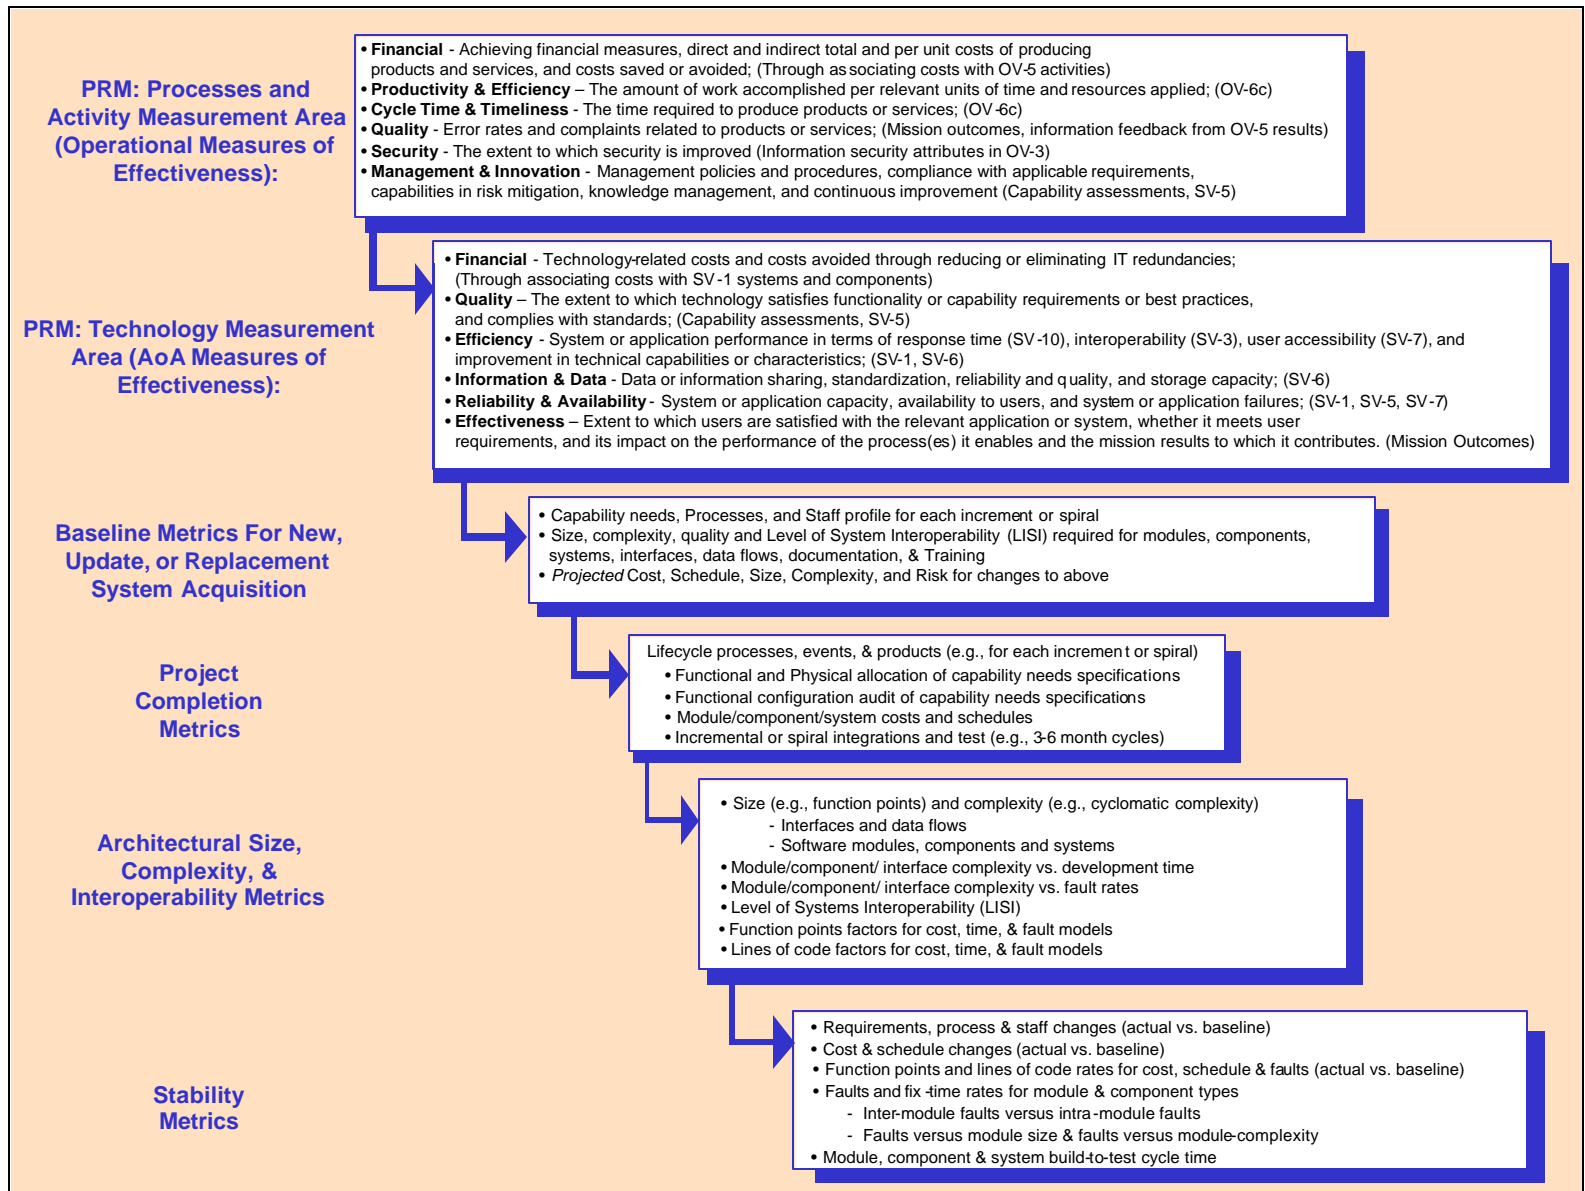 PRM: Processes and
Activity Measurement Area
(Operational Measures of
Effectiveness):
• Financial - Achieving financial measures, direct and indirect total and per unit costs of producing
products and services, and costs saved or avoided; (Through associating costs with OV-5 activities)
• Productivity & Efficiency – The amount of work accomplished per relevant units of time and resources applied; (OV-6c)
• Cycle Time & Timeliness - The time required to produce products or services; (OV-6c)
• Quality - Error rates and complaints related to products or services; (Mission outcomes, information feedback from OV-5 results)
• Security - The extent to which security is improved (Information security attributes in OV-3)
• Management & Innovation - Management policies and procedures, compliance with applicable requirements,
capabilities in risk mitigation, knowledge management, and continuous improvement (Capability assessments, SV-5)
PRM: Technology Measurement
Area (AoA Measures of
Effectiveness):
• Financial - Technology-related costs and costs avoided through reducing or eliminating IT redundancies;
(Through associating costs with SV-1 systems and components)
• Quality – The extent to which technology satisfies functionality or capability requirements or best practices,
and complies with standards; (Capability assessments, SV-5)
• Efficiency - System or application performance in terms of response time (SV-10), interoperability (SV-3), user accessibility (SV-7), and
improvement in technical capabilities or characteristics; (SV-1, SV-6)
• Information & Data - Data or information sharing, standardization, reliability and quality, and storage capacity; (SV-6)
• Reliability & Availability - System or application capacity, availability to users, and system or application failures; (SV-1, SV-5, SV-7)
• Effectiveness – Extent to which users are satisfied with the relevant application or system, whether it meets user
requirements, and its impact on the performance of the process(es) it enables and the mission results to which it contributes. (Mission Outcomes)
Baseline Metrics For New,
Update, or Replacement
System Acquisition
• Capability needs, Processes, and Staff profile for each increment or spiral
• Size, complexity, quality and Level of System Interoperability (LISI) required for modules, components,
systems, interfaces, data flows, documentation, & Training
• Projected Cost, Schedule, Size, Complexity, and Risk for changes to above
Project
Completion
Metrics
Lifecycle processes, events, & products (e.g., for each increment or spiral)
• Functional and Physical allocation of capability needs specifications
• Functional configuration audit of capability needs specifications
• Module/component/system costs and schedules
• Incremental or spiral integrations and test (e.g., 3-6 month cycles)
Architectural Size,
Complexity, &
Interoperability Metrics
• Size (e.g., function points) and complexity (e.g., cyclomatic complexity)
- Interfaces and data flows
- Software modules, components and systems
• Module/component/ interface complexity vs. development time
• Module/component/ interface complexity vs. fault rates
• Level of Systems Interoperability (LISI)
• Function points factors for cost, time, & fault models
• Lines of code factors for cost, time, & fault models
Stability
Metrics
• Requirements, process & staff changes (actual vs. baseline)
• Cost & schedule changes (actual vs. baseline)
• Function points and lines of code rates for cost, schedule & faults (actual vs. baseline)
• Faults and fix-time rates for module & component types
- Inter-module faults versus intra-module faults
- Faults versus module size & faults versus module-complexity
• Module, component & system build-to-test cycle time